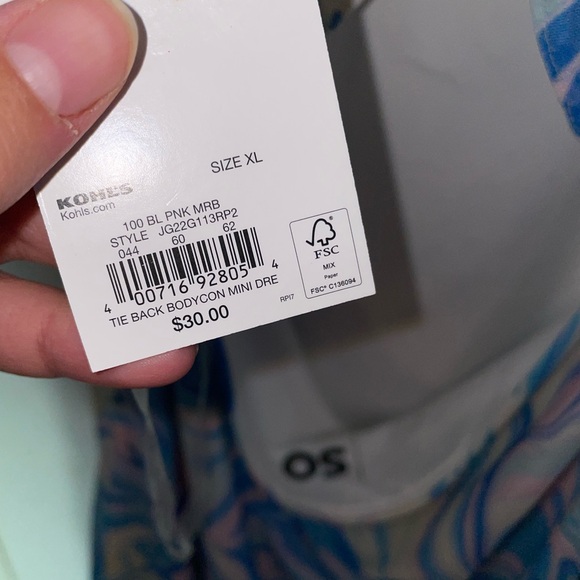 SIZE XL
KOHL'S
Kohls.com
100 BL PNK MRB
STYLE JG22G113RP2
044 60 62
4 00716 92805 4
TIE BACK BODYCON MINI DRE
RPI7
$30.00
FSC
MIX
Paper
FSC® C136094
SO